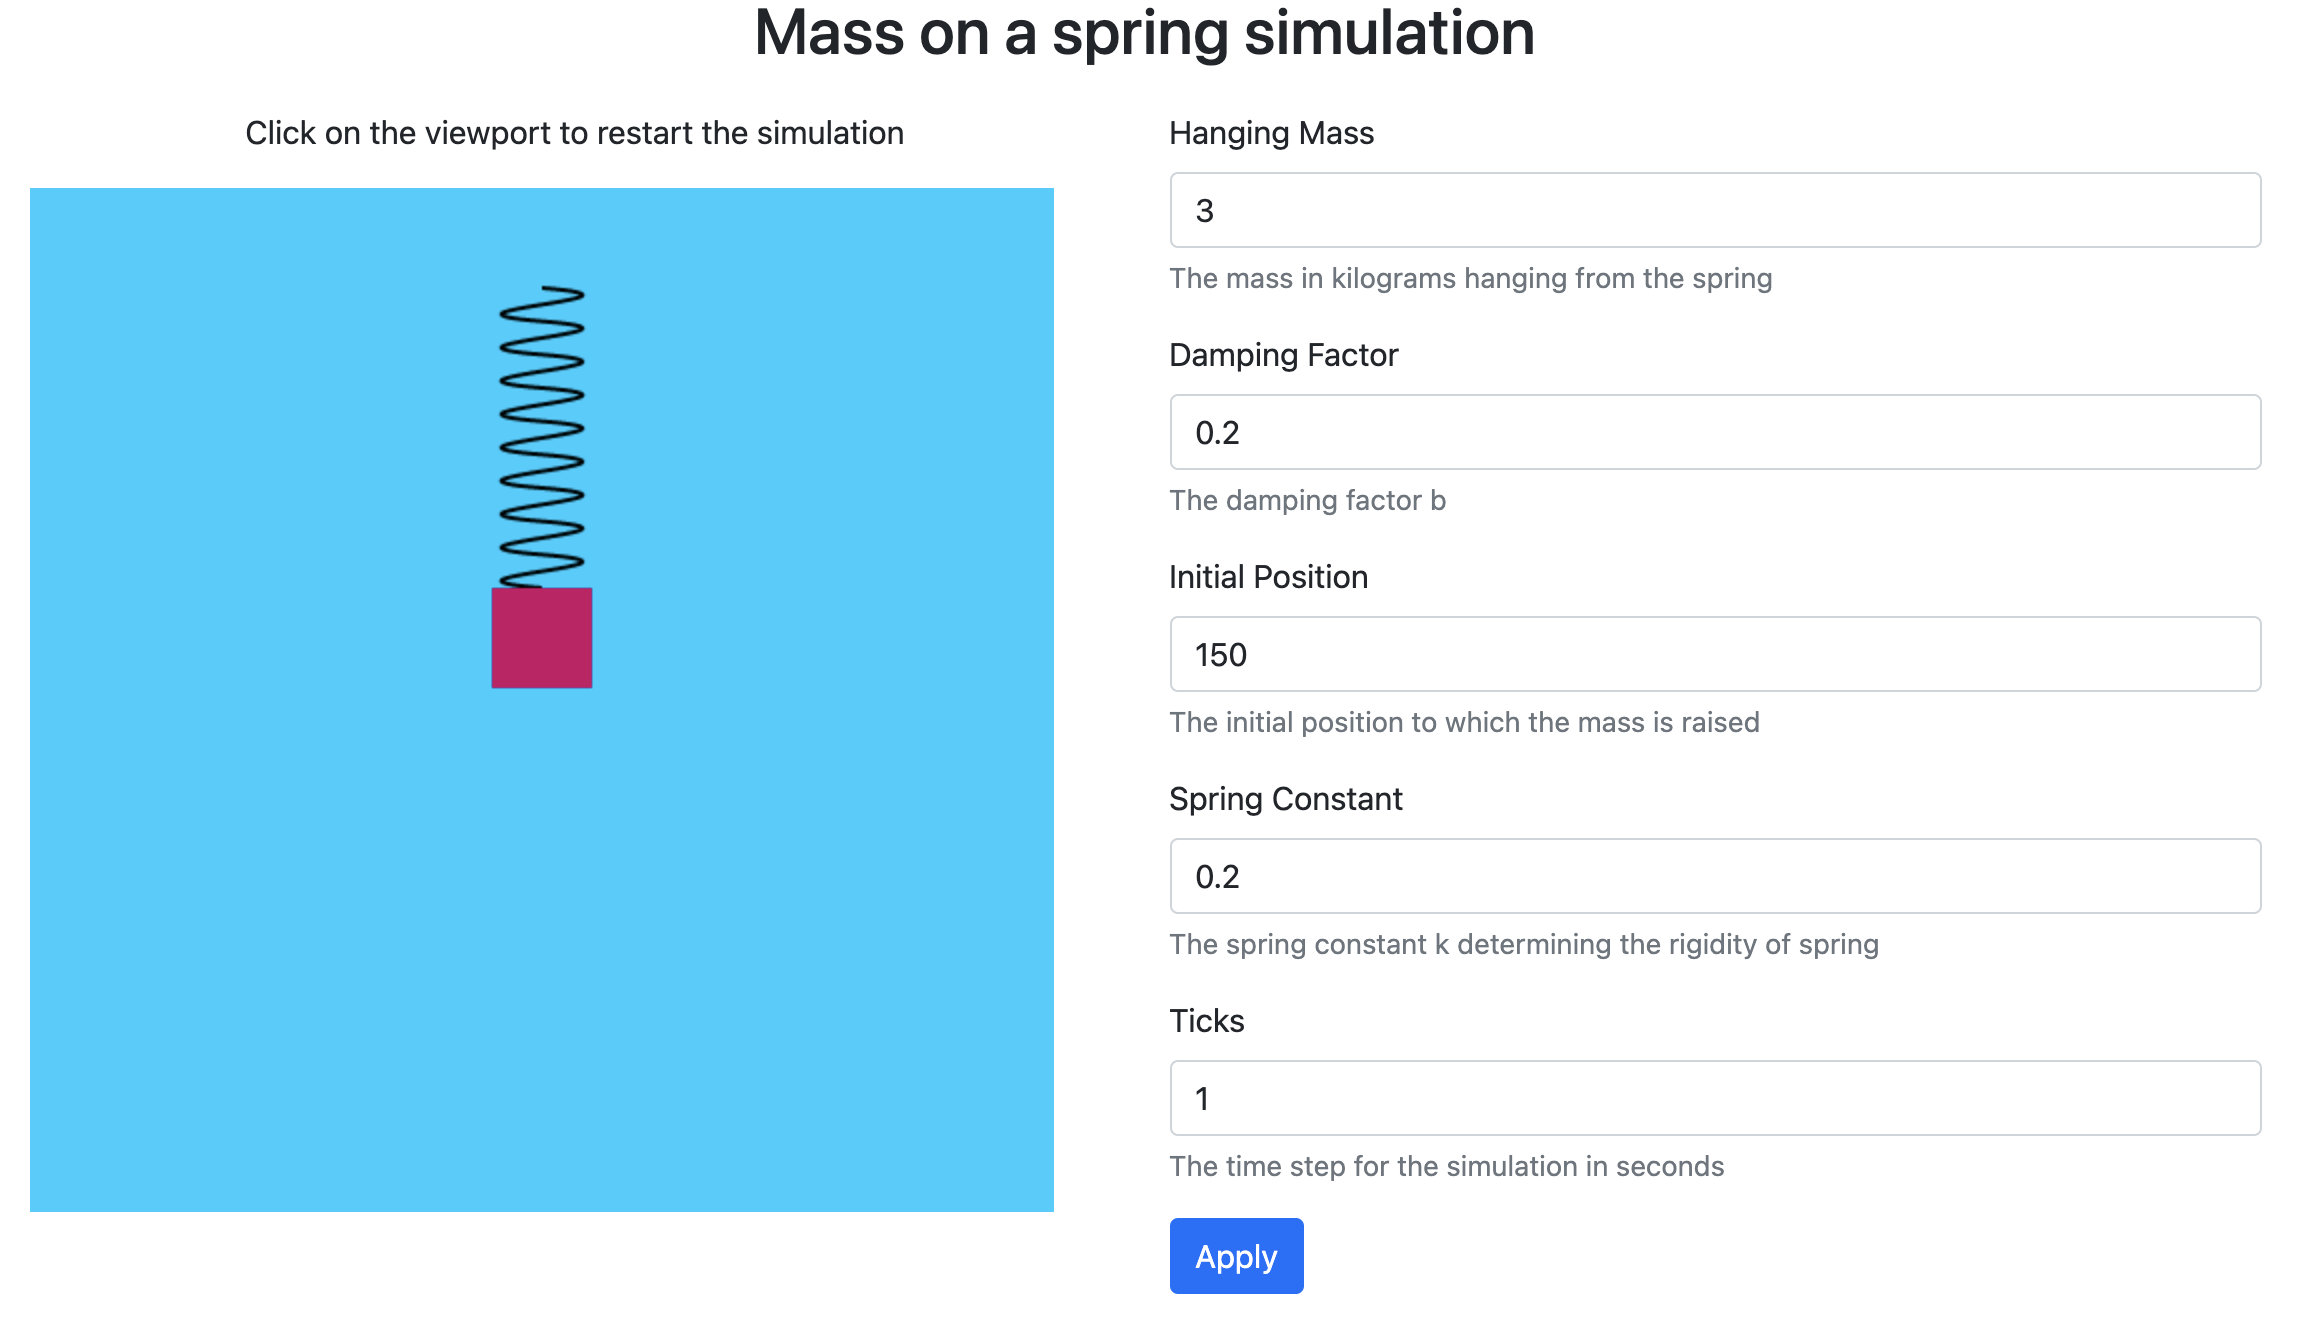 Mass on a spring simulation
Click on the viewport to restart the simulation
Hanging Mass
3
The mass in kilograms hanging from the spring
Damping Factor
0.2
The damping factor b
Initial Position
150
The initial position to which the mass is raised
Spring Constant
0.2
The spring constant k determining the rigidity of spring
Ticks
1
The time step for the simulation in seconds
Apply